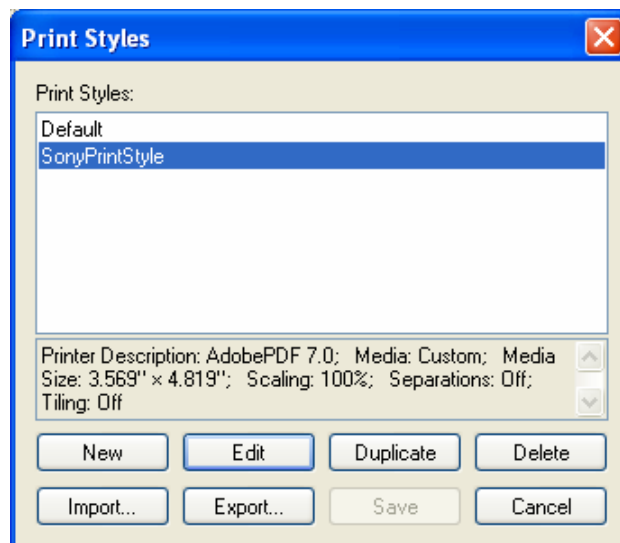 Print Styles
Print Styles:
Default
SonyPrintStyle
Printer Description: AdobePDF 7.0;   Media: Custom;   Media
Size: 3.569" × 4.819";   Scaling: 100%;   Separations: Off;
Tiling: Off
New Edit Duplicate Delete
Import... Export... Save Cancel